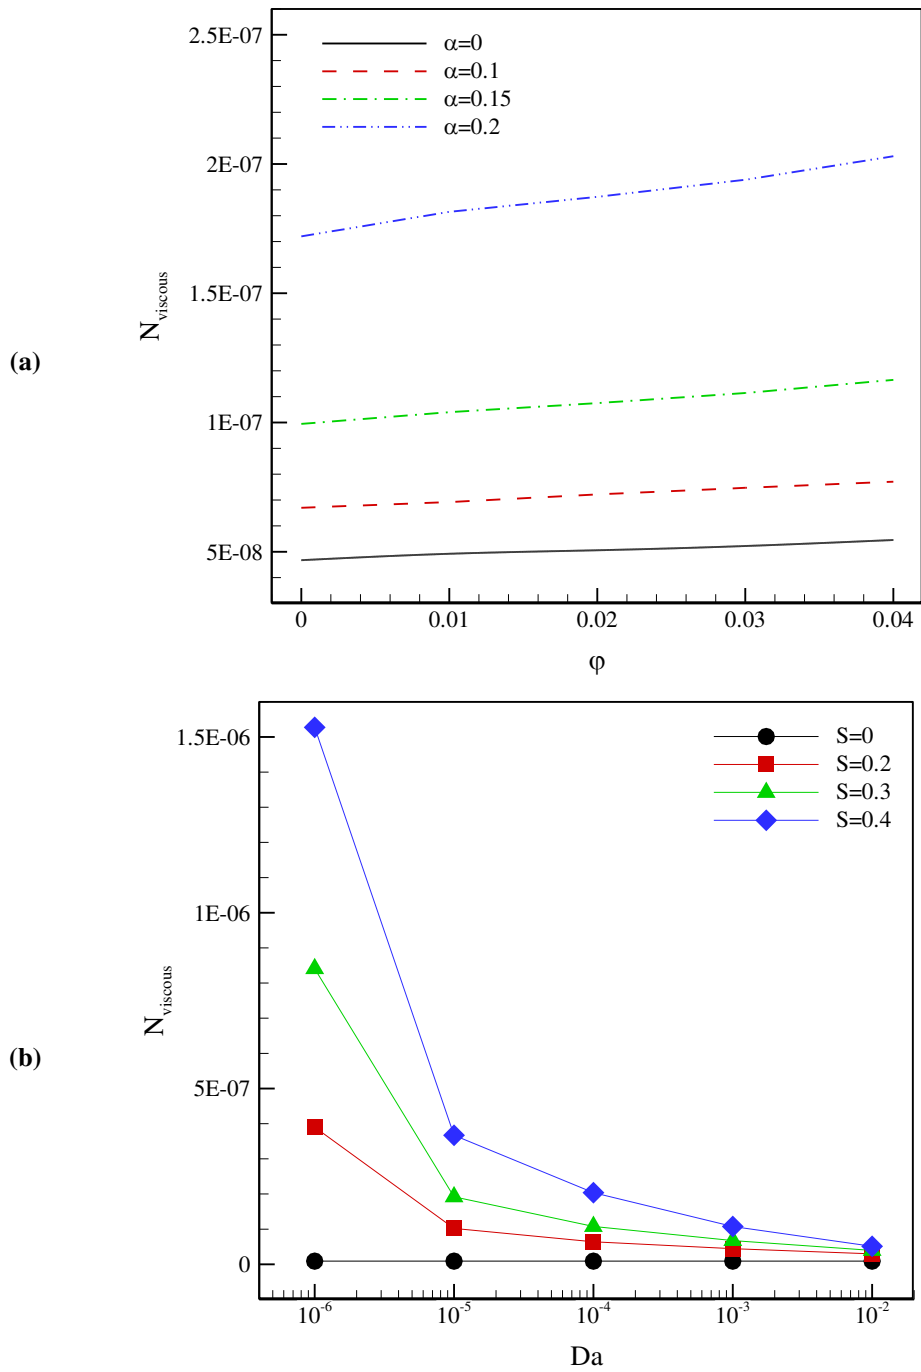 2.5E-07
α=0
α=0.1
α=0.15
α=0.2
2E-07
1.5E-07
N_viscous
(a)
1E-07
5E-08
0 0.01 0.02 0.03 0.04
φ
1.5E-06
S=0
S=0.2
S=0.3
S=0.4
1E-06
N_viscous
(b)
5E-07
0
10^-6 10^-5 10^-4 10^-3 10^-2
Da